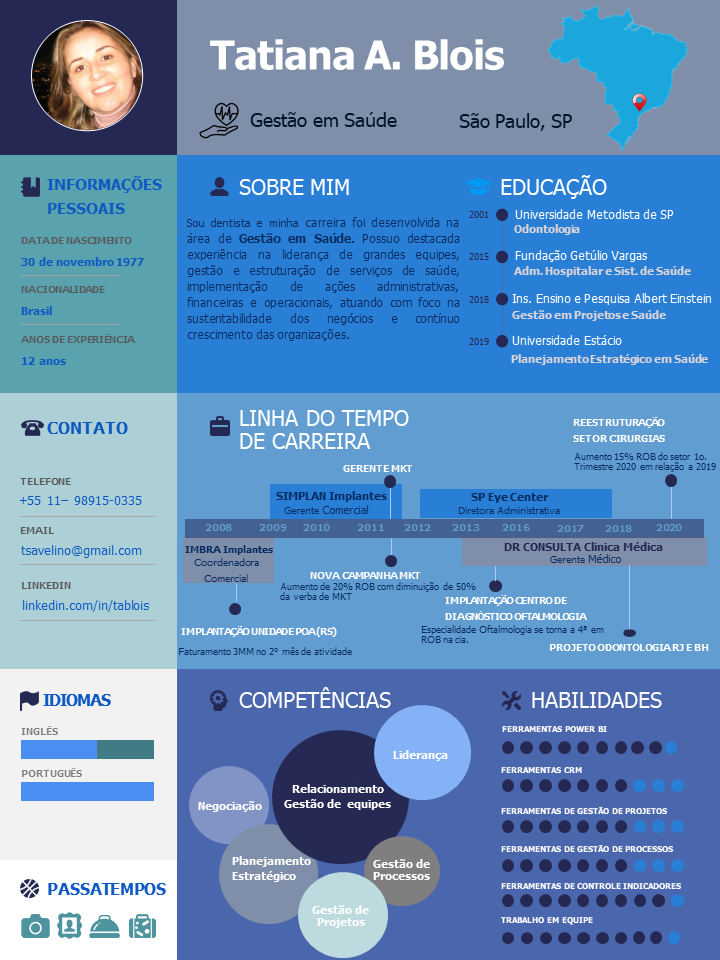 Tatiana A. Blois
Gestão em Saúde
São Paulo, SP
INFORMAÇÕES
PESSOAIS
DATA DE NASCIMENTO
30 de novembro 1977
NACIONALIDADE
Brasil
ANOS DE EXPERIÊNCIA
12 anos
SOBRE MIM
Sou dentista e minha carreira foi desenvolvida na
área de Gestão em Saúde. Possuo destacada
experiência na liderança de grandes equipes,
gestão e estruturação de serviços de saúde,
implementação de ações administrativas,
financeiras e operacionais, atuando com foco na
sustentabilidade dos negócios e contínuo
crescimento das organizações.
EDUCAÇÃO
2001 Universidade Metodista de SP
Odontologia
2015 Fundação Getúlio Vargas
Adm. Hospitalar e Sist. de Saúde
2018 Ins. Ensino e Pesquisa Albert Einstein
Gestão em Projetos e Saúde
2019 Universidade Estácio
Planejamento Estratégico em Saúde
CONTATO
TELEFONE
+55 11– 98915-0335
EMAIL
tsavelino@gmail.com
LINKEDIN
linkedin.com/in/tablois
LINHA DO TEMPO
DE CARREIRA
REESTRUTURAÇÃO
SETOR CIRURGIAS
Aumento 15% ROB do setor 1o.
Trimestre 2020 em relação a 2019
GERENTE MKT
SIMPLAN Implantes
Gerente Comercial
SP Eye Center
Diretora Administrativa
2008 2009 2010 2011 2012 2013 2016 2017 2018 2020
IMBRA Implantes
Coordenadora
Comercial
DR CONSULTA Clinica Médica
Gerente Médico
NOVA CAMPANHA MKT
Aumento de 20% ROB com diminuição de 50%
da verba de MKT
IMPLANTAÇÃO CENTRO DE
DIAGNÓSTICO OFTALMOLOGIA
Especialidade Oftalmologia se torna a 4ª em
ROB na cia.
IMPLANTAÇÃO UNIDADE POA(RS)
Faturamento 3MM no 2º mês de atividade
PROJETO ODONTOLOGIA RJ E BH
IDIOMAS
INGLÊS
PORTUGUÊS
PASSATEMPOS
COMPETÊNCIAS
Liderança
Relacionamento
Gestão de equipes
Negociação
Planejamento
Estratégico
Gestão de
Processos
Gestão de
Projetos
HABILIDADES
FERRAMENTAS POWER BI
FERRAMENTAS CRM
FERRAMENTAS DE GESTÃO DE PROJETOS
FERRAMENTAS DE GESTÃO DE PROCESSOS
FERRAMENTAS DE CONTROLE INDICADORES
TRABALHO EM EQUIPE